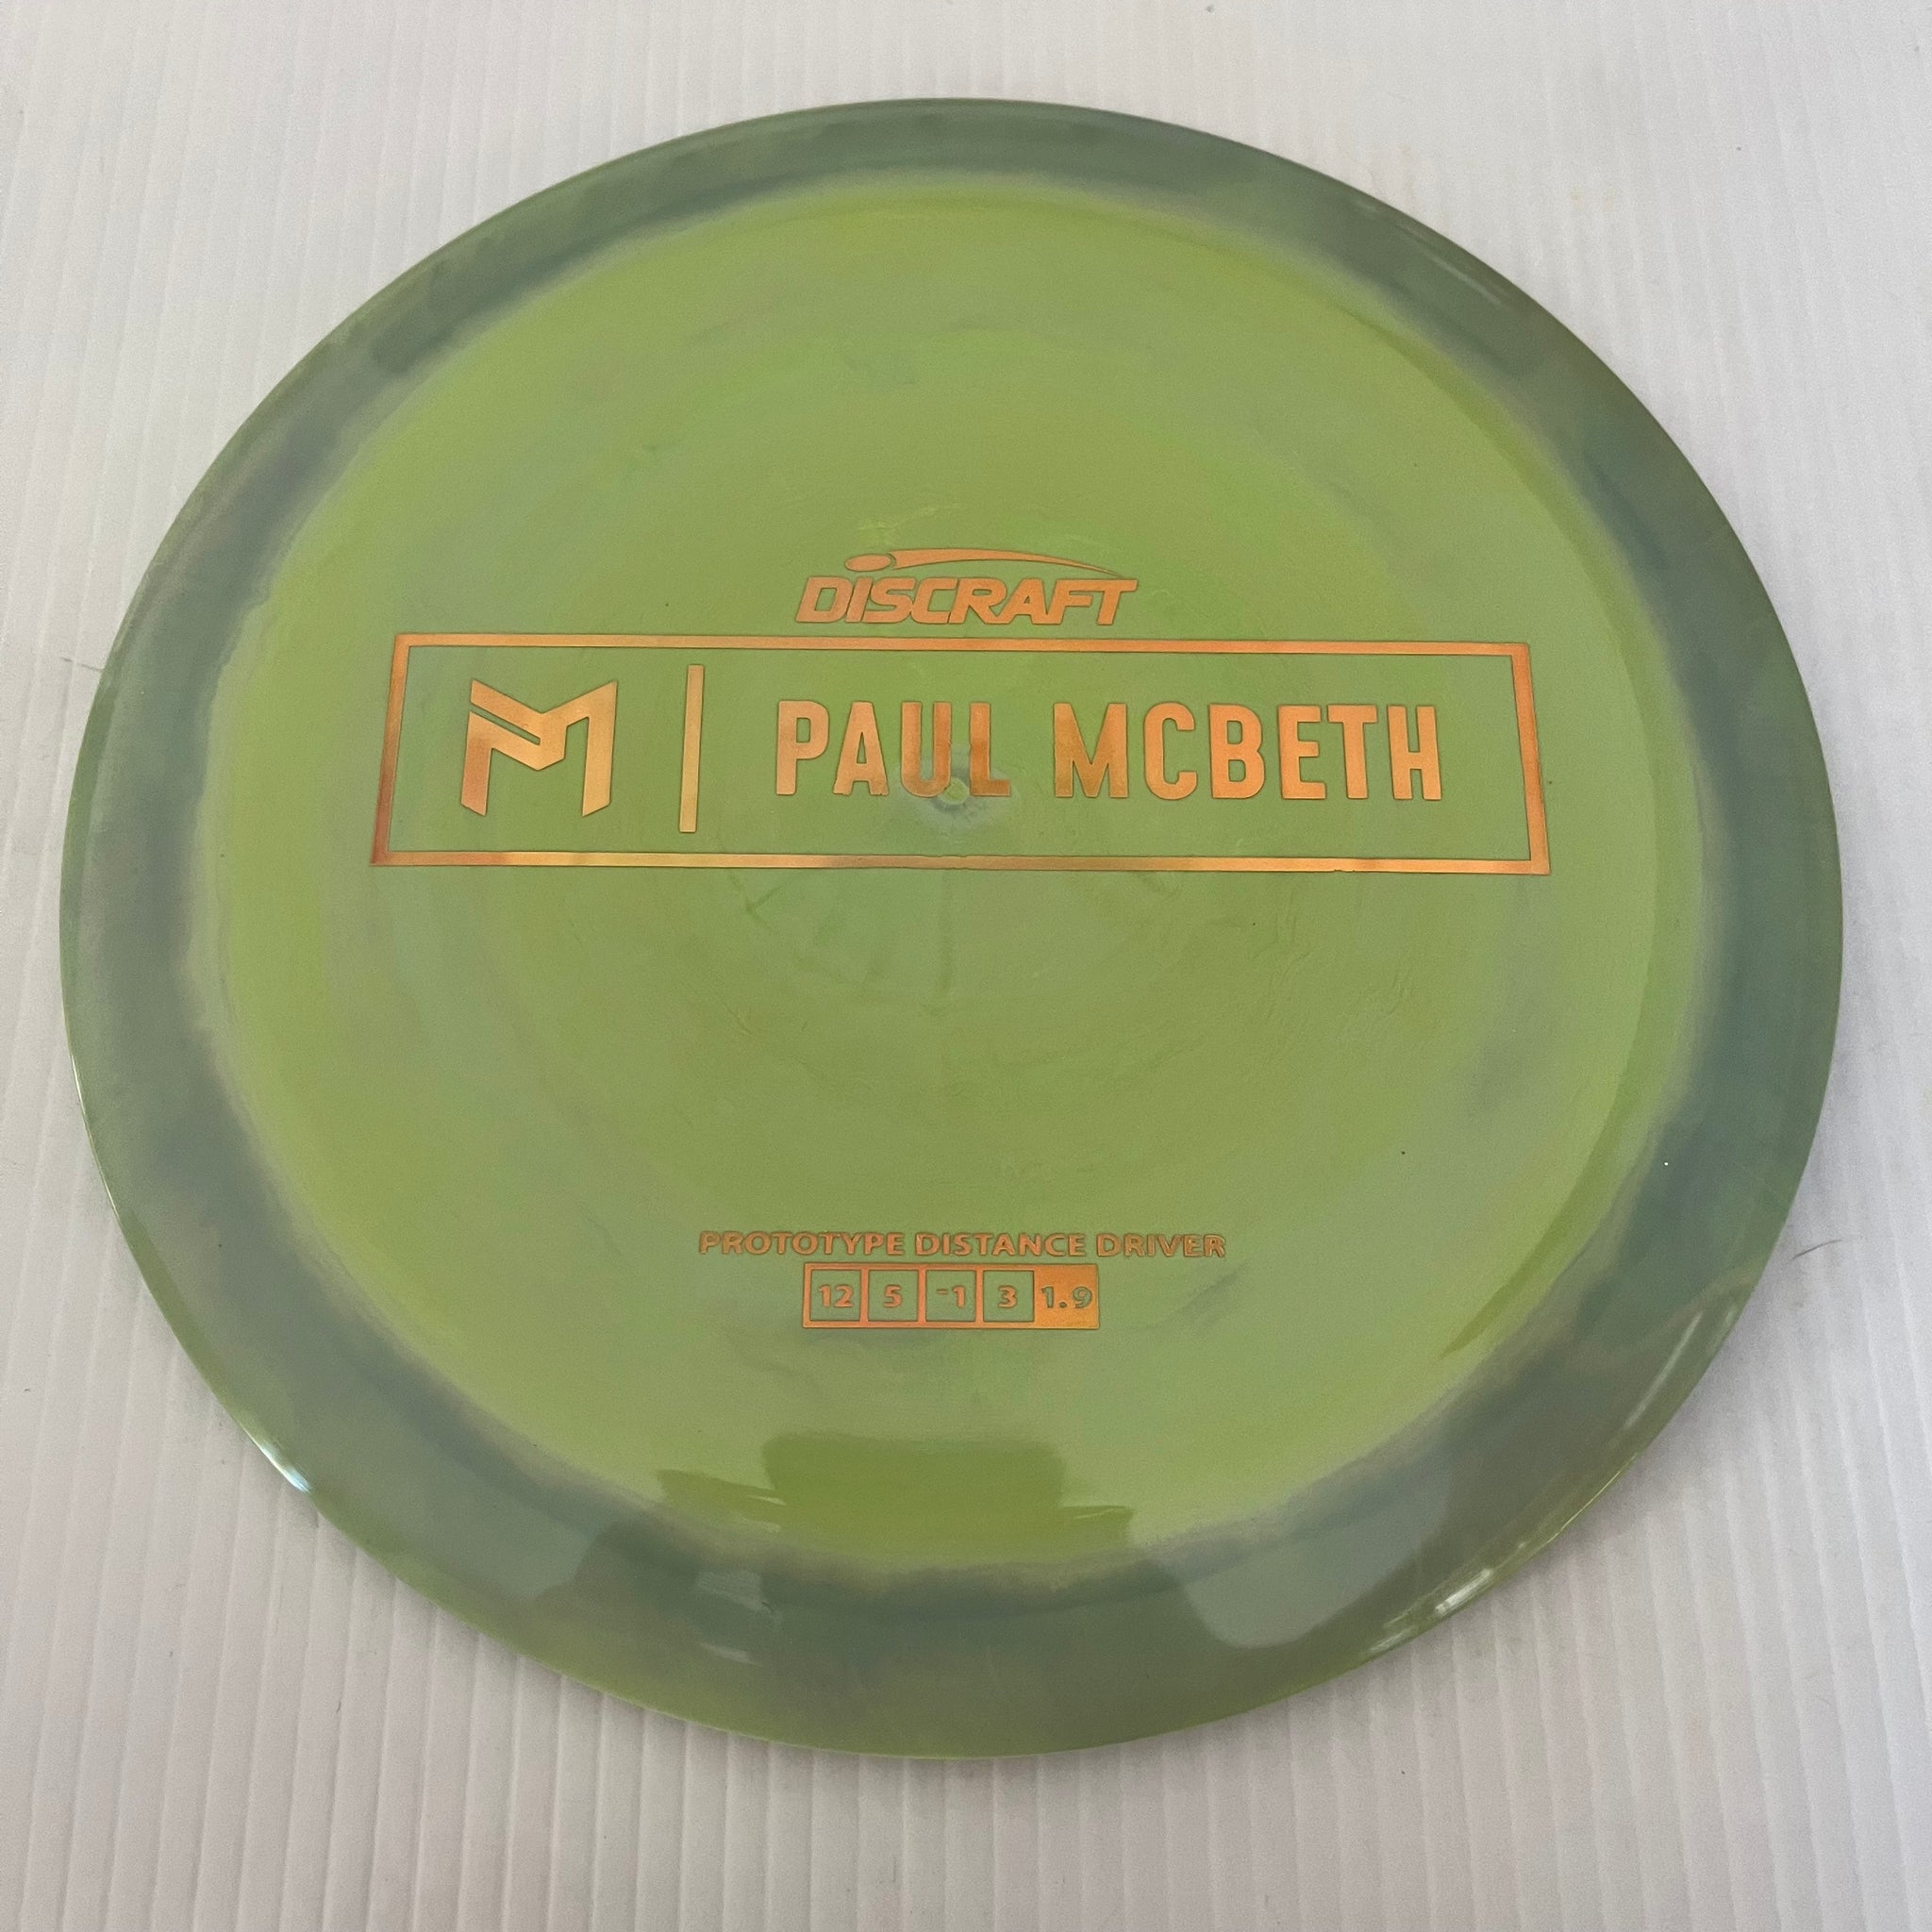 DISCRAFT
M | PAUL MCBETH
PROTOTYPE DISTANCE DRIVER
12 5 -1 3 1.9